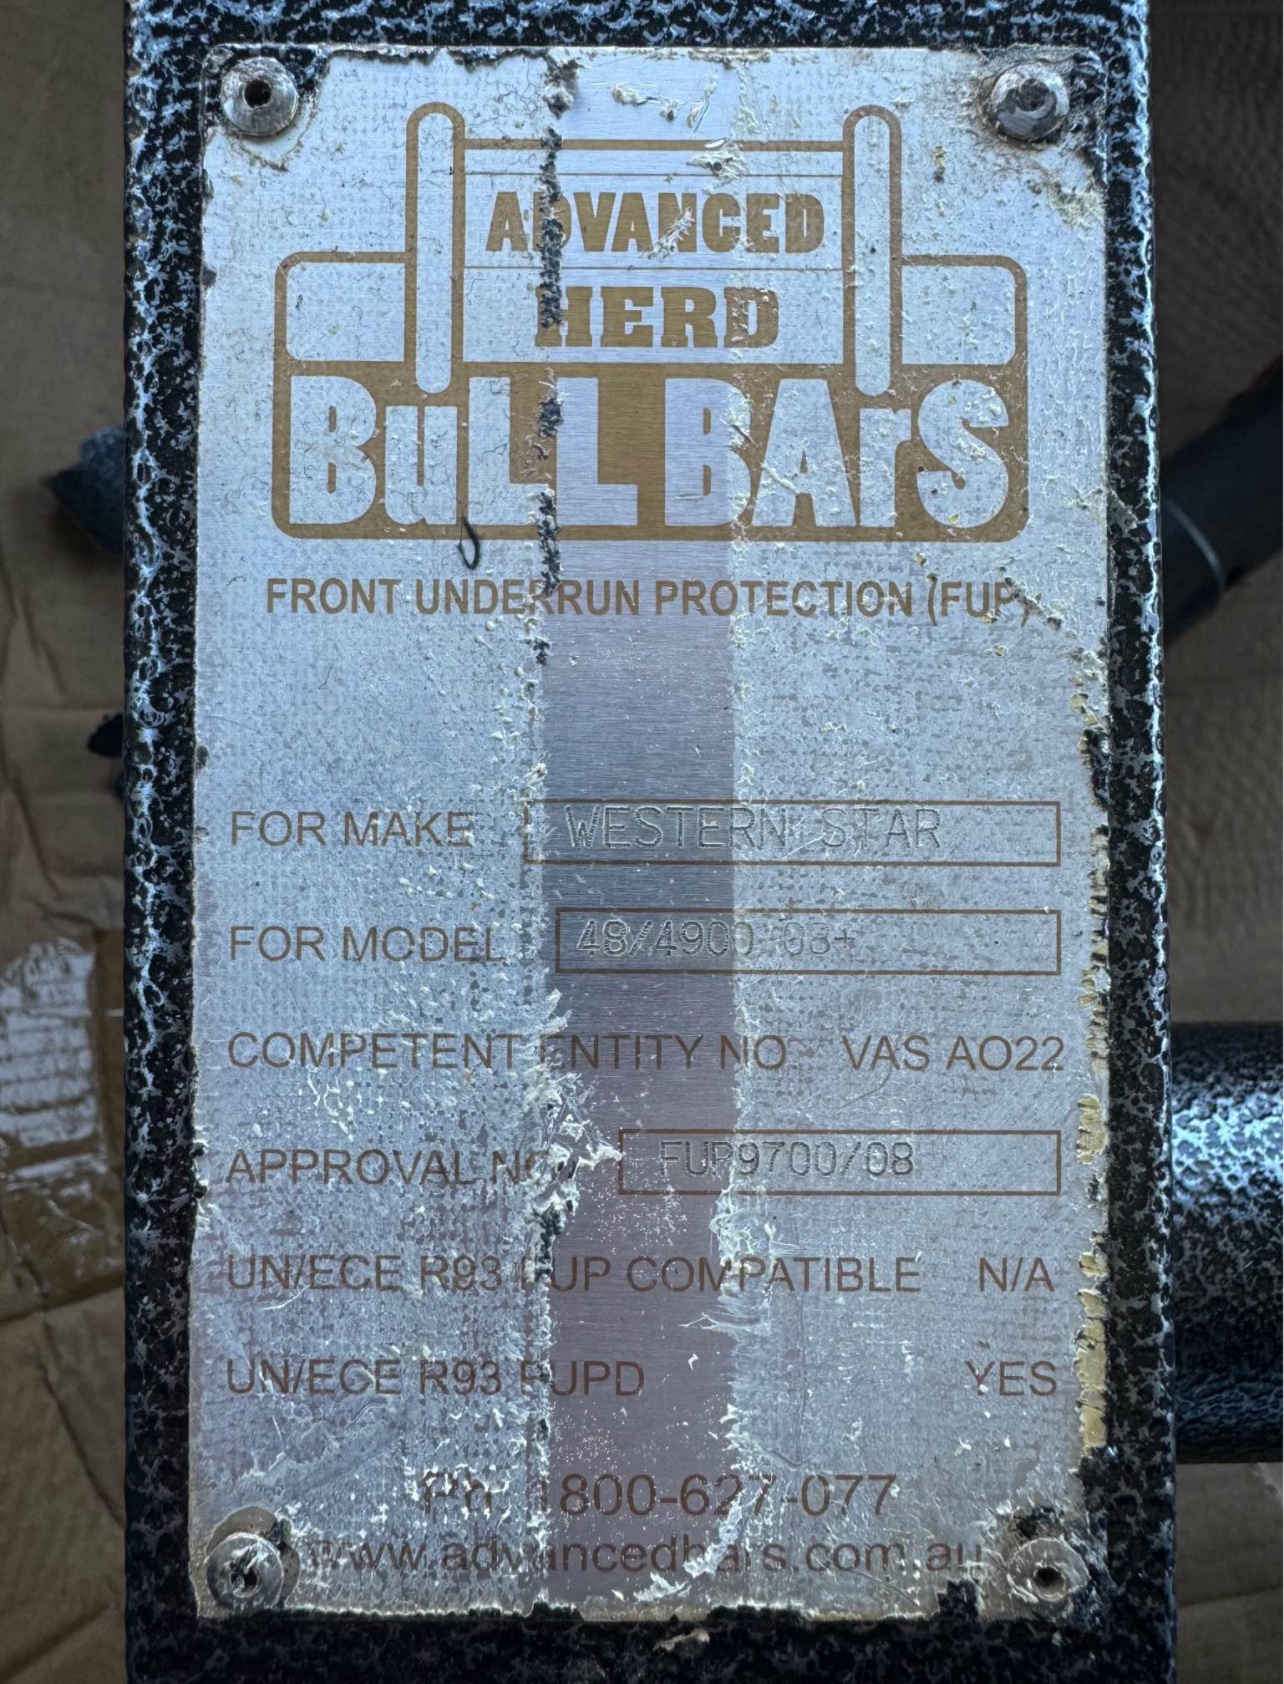 ADVANCED
HERD
BuLL BArS
FRONT UNDERRUN PROTECTION (FUP)
FOR MAKE WESTERN STAR
FOR MODEL 48/4900 03+
COMPETENT ENTITY NO. VAS AO22
APPROVAL NO. FUP9700/08
UN/ECE R93 FUP COMPATIBLE N/A
UN/ECE R93 FUPD YES
Ph: 1800-627-077
www.advancedbars.com.au